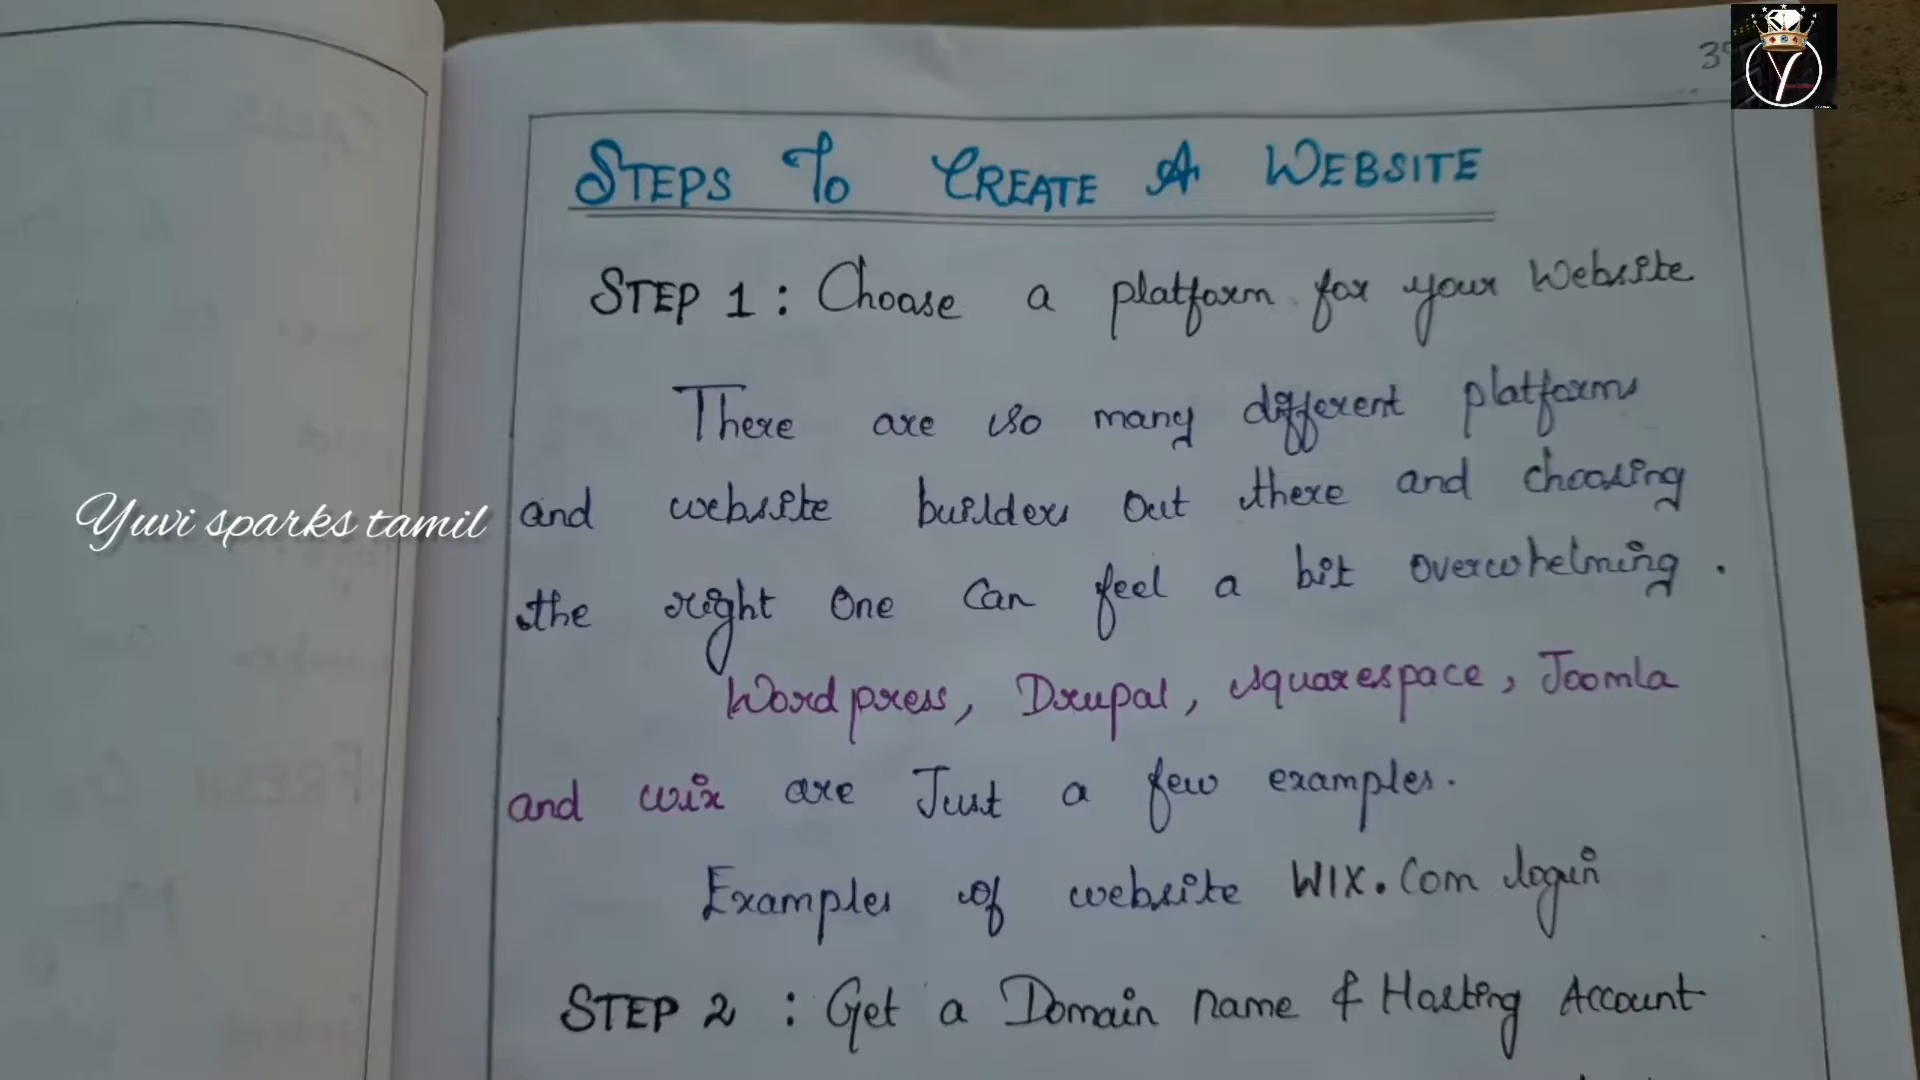 STEPS TO CREATE A WEBSITE
STEP 1 : Choose a platform for your Website
There are so many different platforms
and website builders out there and choosing
the right one can feel a bit overwhelming .
Wordpress, Drupal, squarespace, Joomla
and wix are Just a few examples.
Examples of website WIX.Com login
STEP 2 : Get a Domain name & Hosting Account
Yuvi sparks tamil
Y